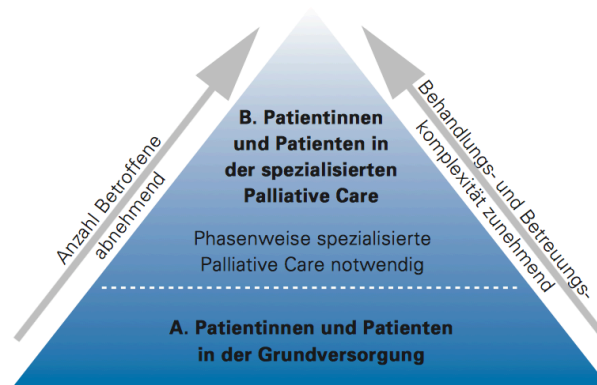 Anzahl Betroffene
abnehmend
B. Patientinnen
und Patienten in
der spezialisierten
Palliative Care
Phasenweise spezialisierte
Palliative Care notwendig
A. Patientinnen und Patienten
in der Grundversorgung
Behandlungs- und Betreuungs-
komplexität zunehmend